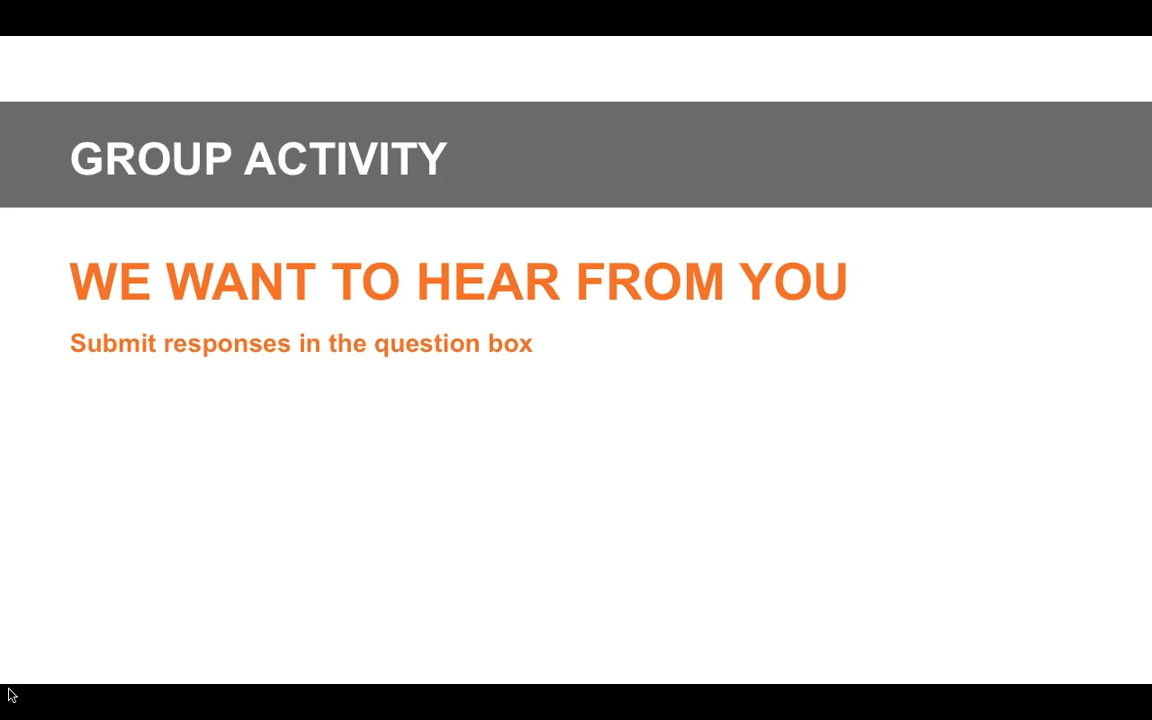 GROUP ACTIVITY
WE WANT TO HEAR FROM YOU
Submit responses in the question box